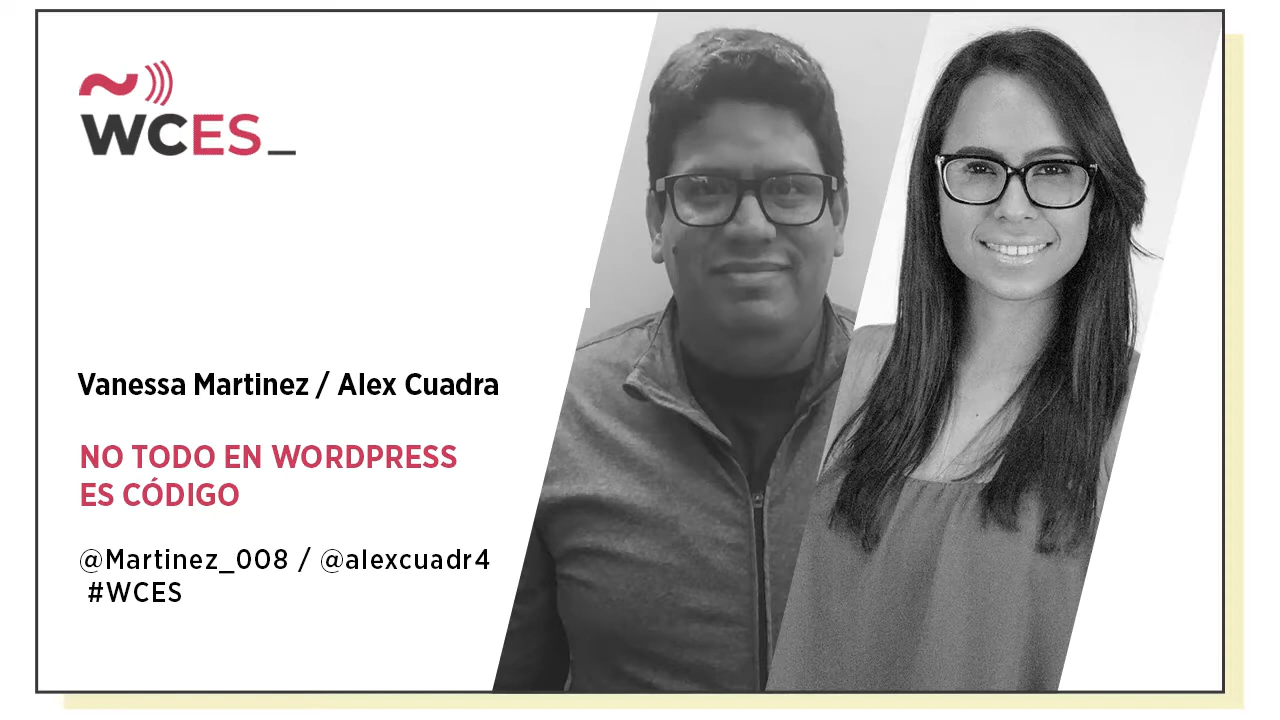 WCES_
Vanessa Martinez / Alex Cuadra
NO TODO EN WORDPRESS
ES CÓDIGO
@Martinez_008 / @alexcuadr4
#WCES